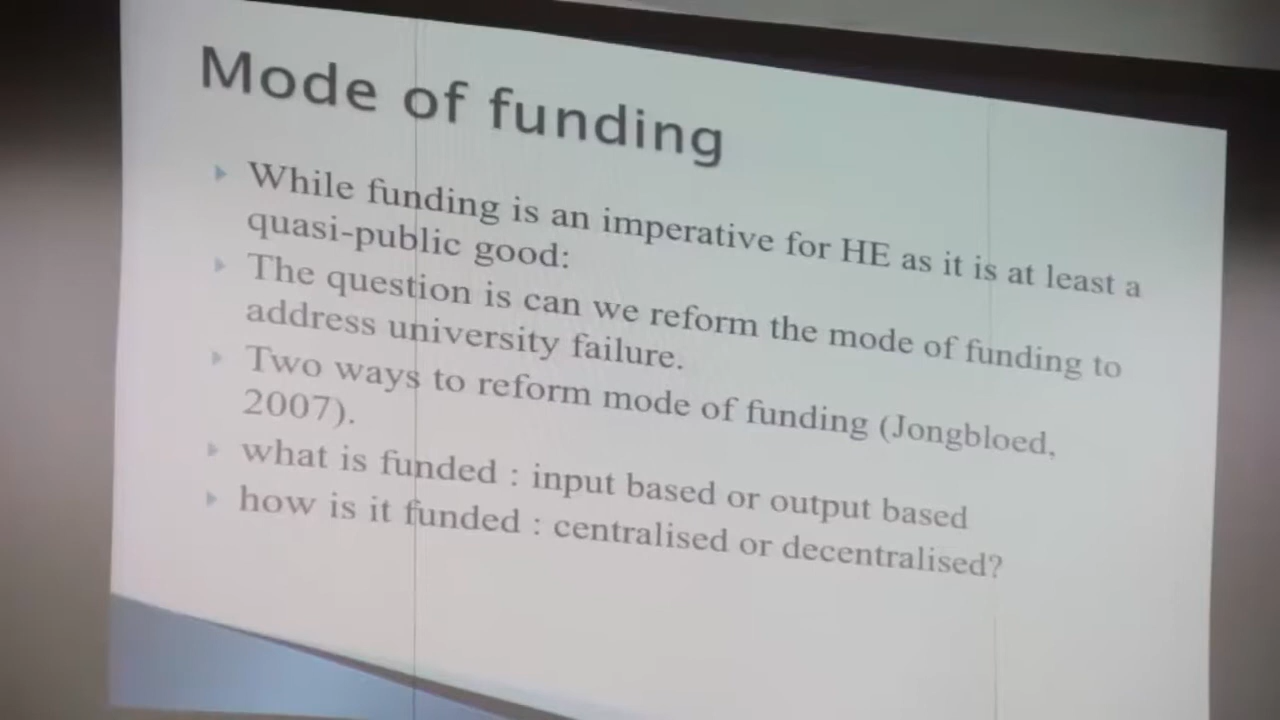 Mode of funding
While funding is an imperative for HE as it is at least a
quasi-public good:
The question is can we reform the mode of funding to
address university failure.
Two ways to reform mode of funding (Jongbloed,
2007).
what is funded : input based or output based
how is it funded : centralised or decentralised?